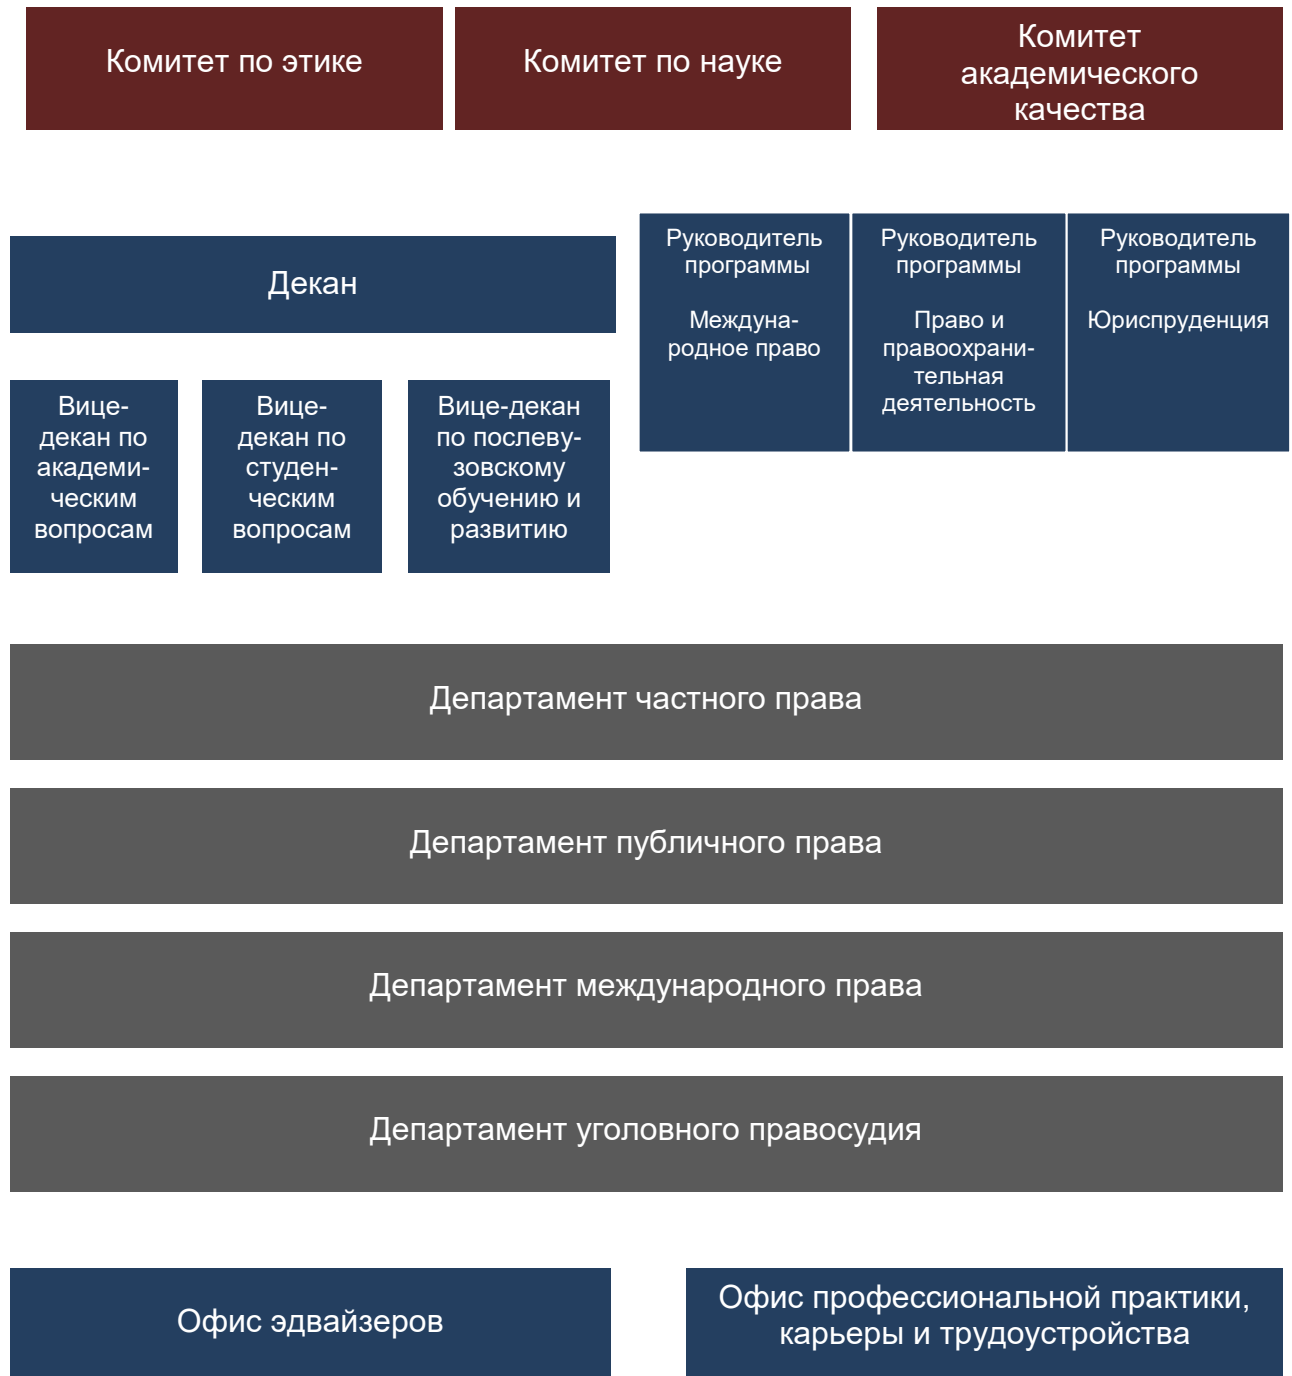 Комитет по этике
Комитет по науке
Комитет
академического
качества
Декан
Руководитель
программы
Междуна-
родное право
Руководитель
программы
Право и
правоохрани-
тельная
деятельность
Руководитель
программы
Юриспруденция
Вице-
декан по
академи-
ческим
вопросам
Вице-
декан по
студен-
ческим
вопросам
Вице-декан
по послеву-
зовскому
обучению и
развитию
Департамент частного права
Департамент публичного права
Департамент международного права
Департамент уголовного правосудия
Офис эдвайзеров
Офис профессиональной практики,
карьеры и трудоустройства